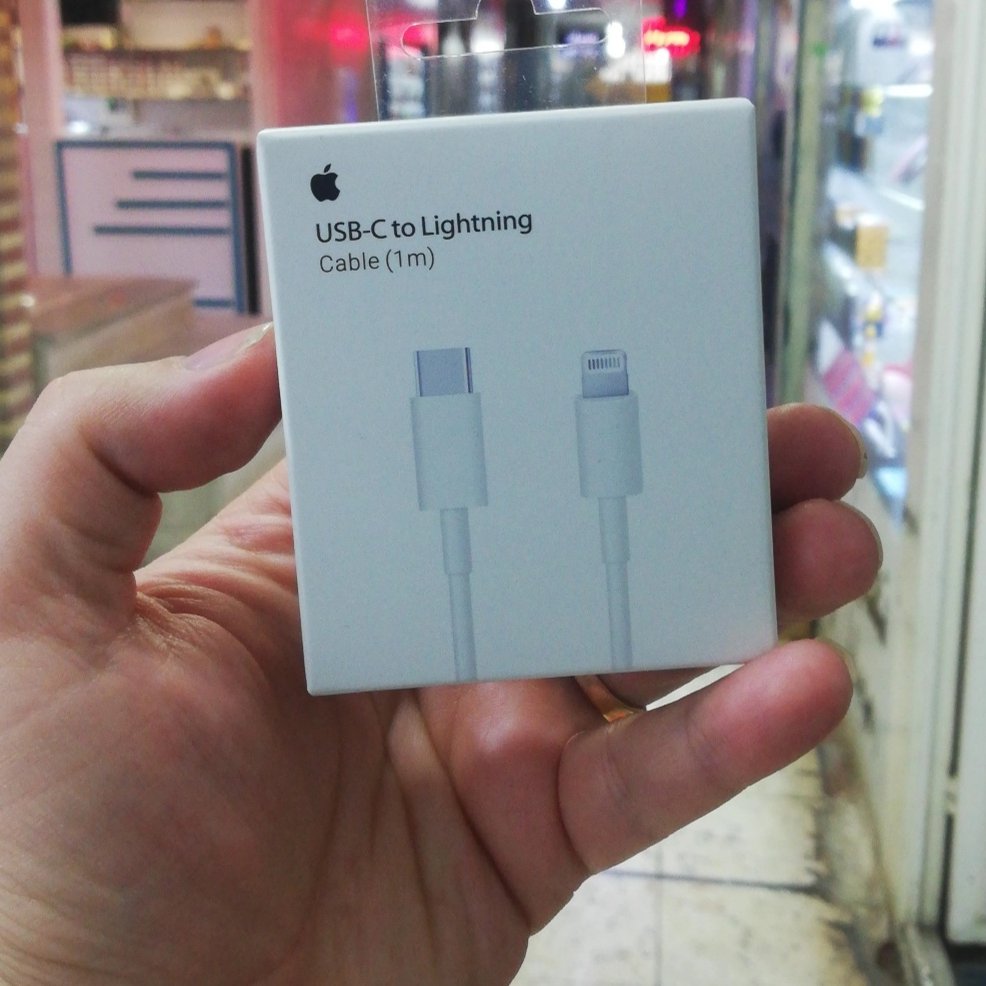 USB-C to Lightning
Cable (1m)